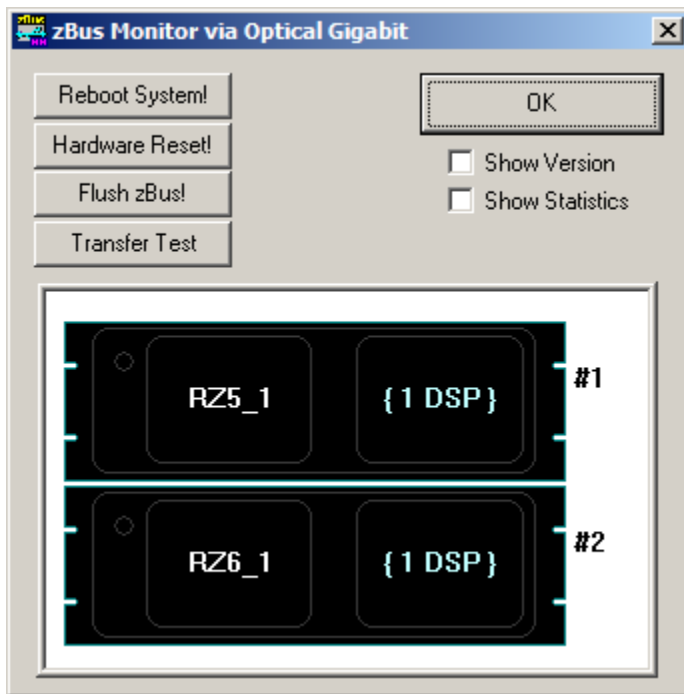 zBus Monitor via Optical Gigabit
Reboot System!
OK
Hardware Reset!
Show Version
Flush zBus!
Show Statistics
Transfer Test
RZ5_1 { 1 DSP } #1
RZ6_1 { 1 DSP } #2